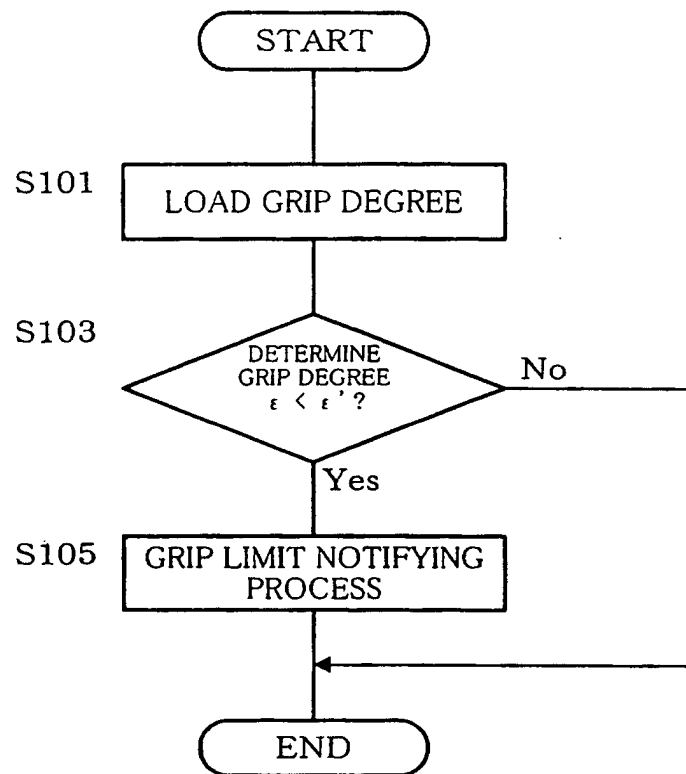 START
S101
LOAD GRIP DEGREE
S103
DETERMINE
GRIP DEGREE
ε < ε' ?
No
Yes
S105
GRIP LIMIT NOTIFYING
PROCESS
END